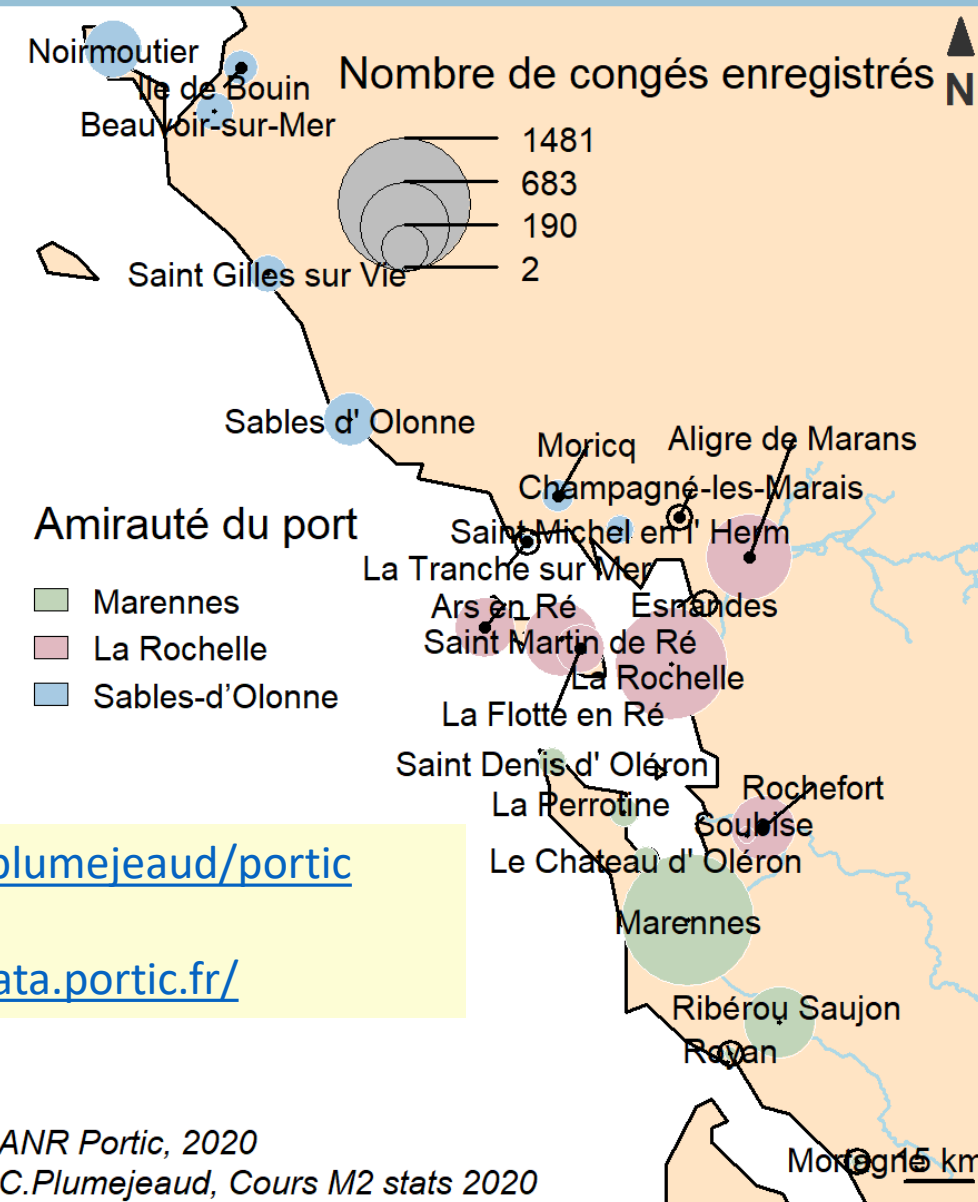 Noirmoutier
Ile de Bouin
Beauvoir-sur-Mer
Nombre de congés enregistrés
N
1481
683
190
2
Saint Gilles sur Vie
Sables d' Olonne
Moricq
Aligre de Marans
Champagné-les-Marais
Saint Michel en l' Herm
La Tranche sur Mer
Amirauté du port
Marennes
La Rochelle
Sables-d’Olonne
Ars en Ré
Esnandes
Saint Martin de Ré
La Rochelle
La Flotte en Ré
Saint Denis d' Oléron
La Perrotine
Rochefort
Soubise
Le Chateau d' Oléron
plumejeaud/portic
Marennes
ata.portic.fr/
Ribérou Saujon
Royan
Mortagne
15 km
ANR Portic, 2020
C.Plumejeaud, Cours M2 stats 2020